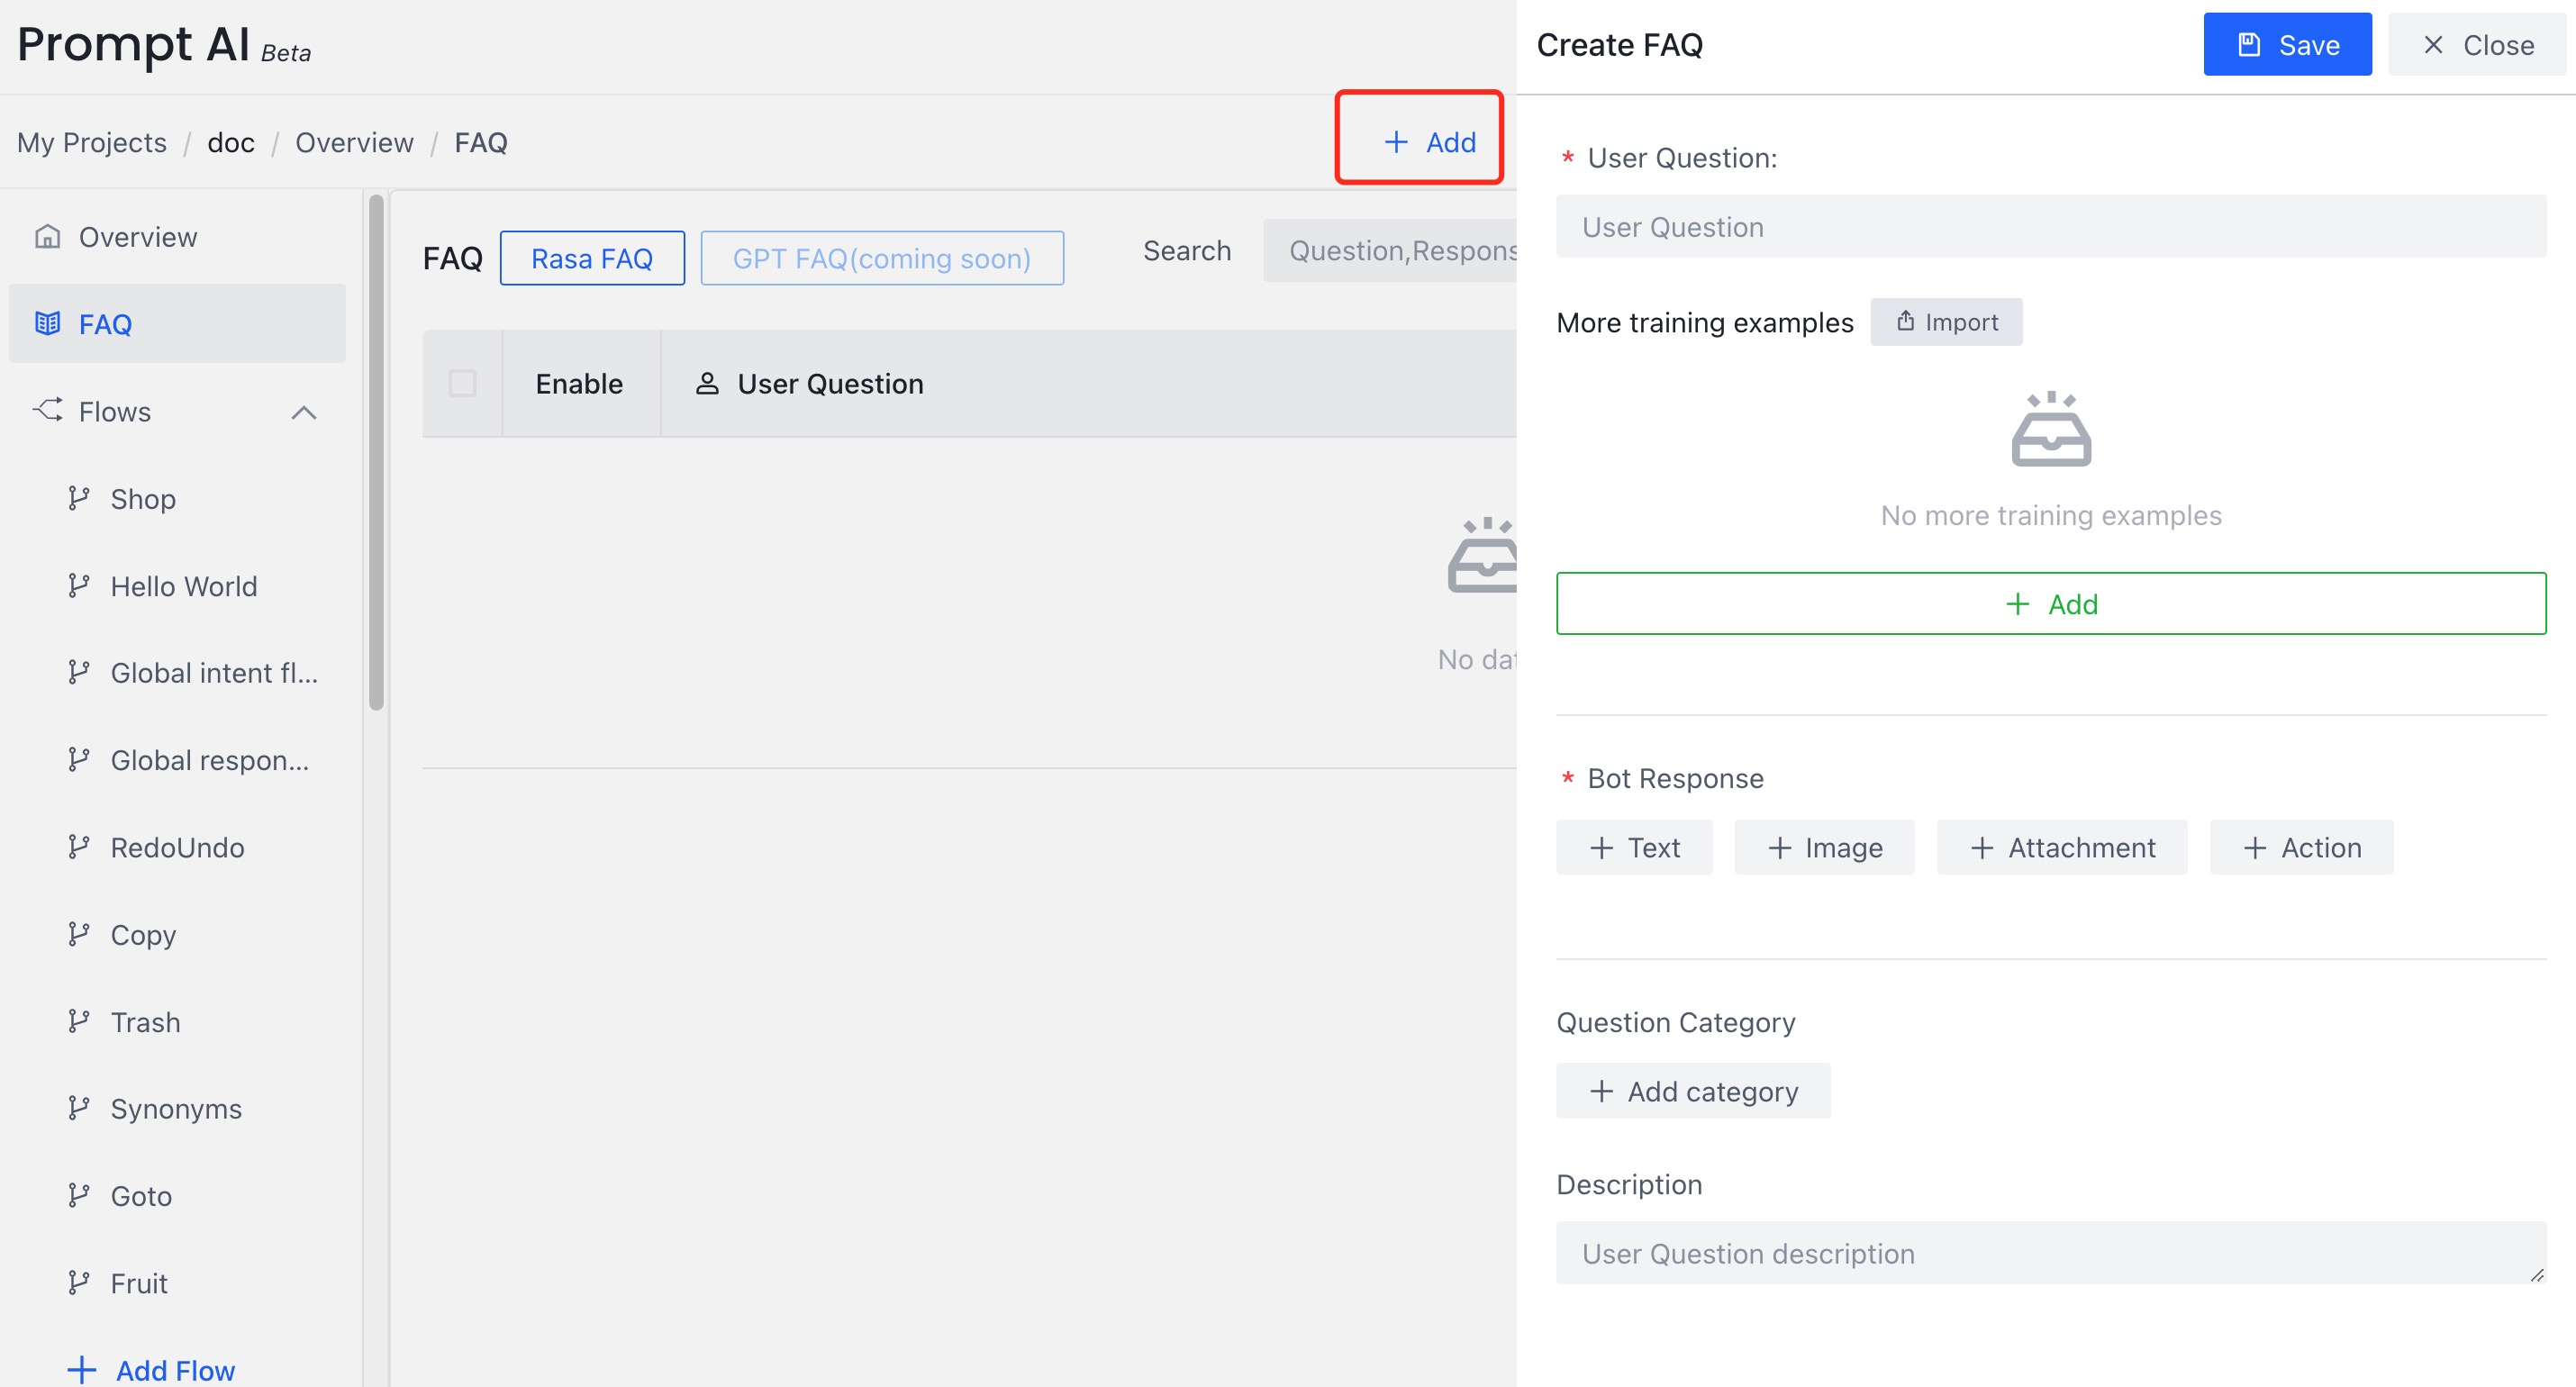 Prompt AI Beta
My Projects / doc / Overview / FAQ
+ Add
Overview
FAQ
Flows
Shop
Hello World
Global intent fl...
Global respon...
RedoUndo
Copy
Trash
Synonyms
Goto
Fruit
+ Add Flow
FAQ Rasa FAQ GPT FAQ(coming soon) Search Question,Respons
Enable User Question
No dat
Create FAQ Save Close
* User Question:
User Question
More training examples Import
No more training examples
+ Add
* Bot Response
+ Text + Image + Attachment + Action
Question Category
+ Add category
Description
User Question description